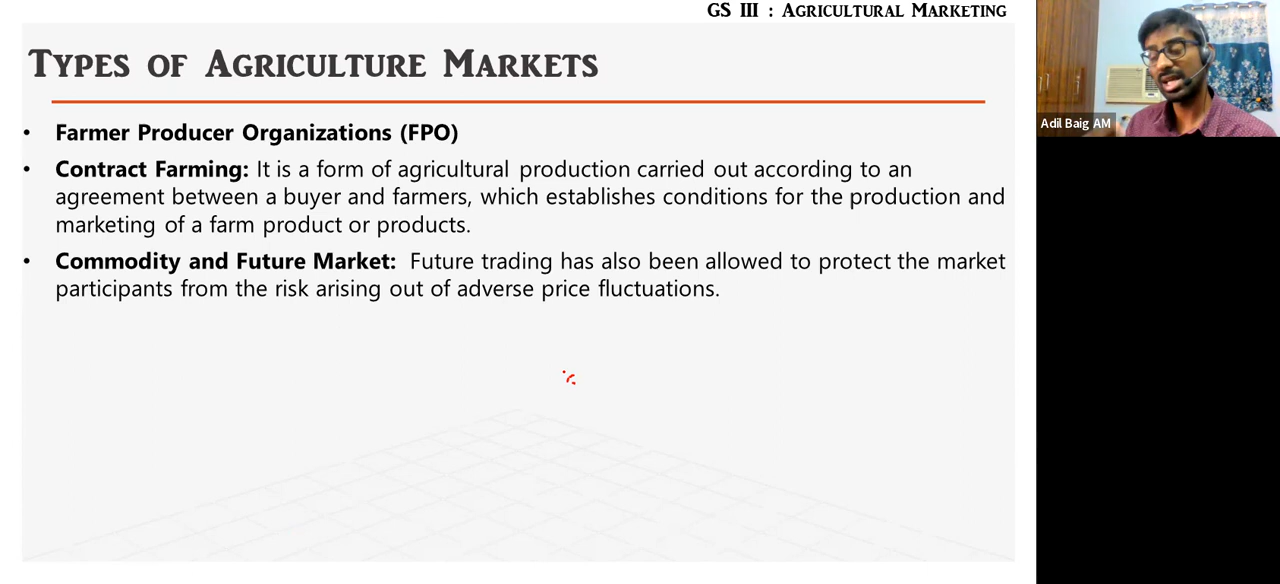 GS III : Agricultural Marketing
Types of Agriculture Markets
• Farmer Producer Organizations (FPO)
• Contract Farming: It is a form of agricultural production carried out according to an
agreement between a buyer and farmers, which establishes conditions for the production and
marketing of a farm product or products.
• Commodity and Future Market: Future trading has also been allowed to protect the market
participants from the risk arising out of adverse price fluctuations.
Adil Baig AM